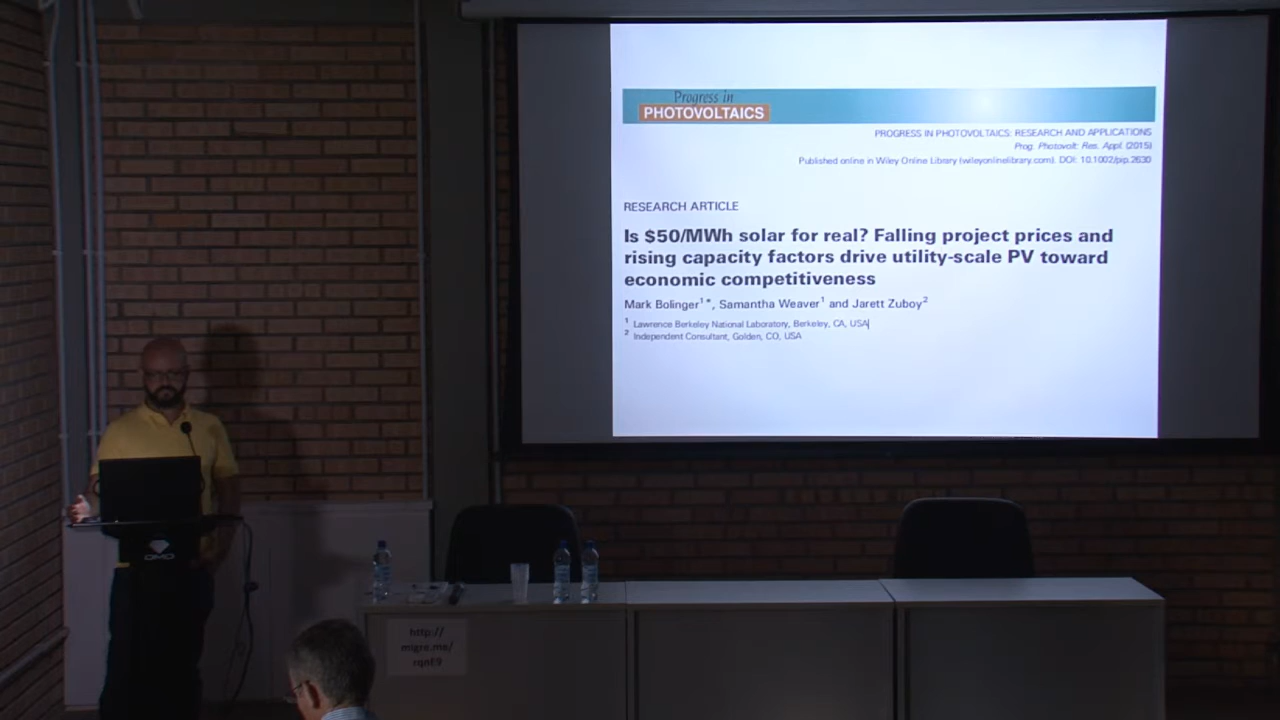 Progress in
PHOTOVOLTAICS
PROGRESS IN PHOTOVOLTAICS: RESEARCH AND APPLICATIONS
Prog. Photovolt: Res. Appl. (2015)
Published online in Wiley Online Library (wileyonlinelibrary.com). DOI: 10.1002/pip.2630
RESEARCH ARTICLE
Is $50/MWh solar for real? Falling project prices and
rising capacity factors drive utility-scale PV toward
economic competitiveness
Mark Bolinger1*, Samantha Weaver1 and Jarett Zuboy2
1 Lawrence Berkeley National Laboratory, Berkeley, CA, USA
2 Independent Consultant, Golden, CO, USA
http://
migre.me/
rqnE9